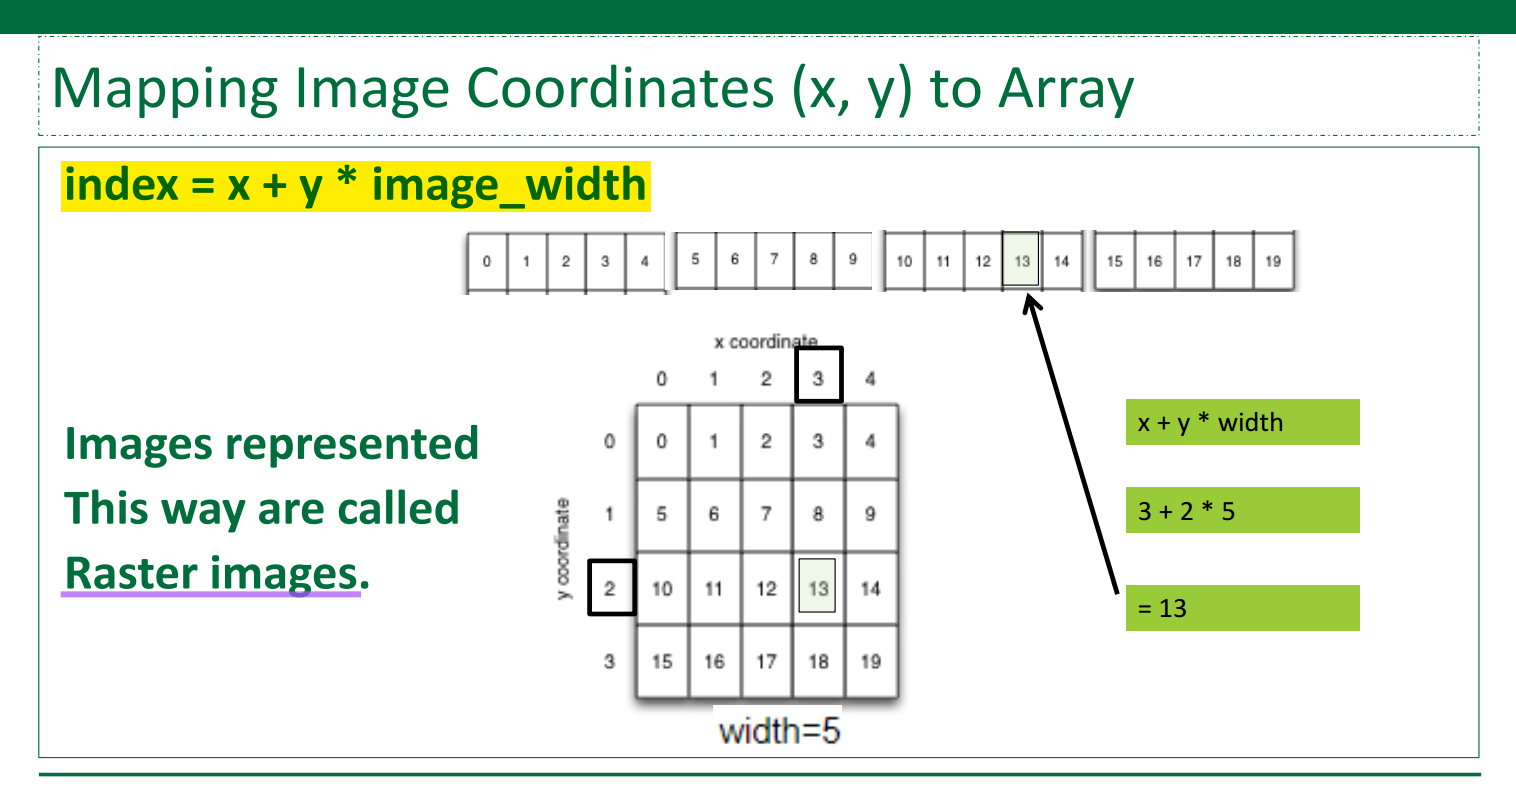 Mapping Image Coordinates (x, y) to Array
index = x + y * image_width
0 1 2 3 4 5 6 7 8 9 10 11 12 13 14 15 16 17 18 19
x coordinate
0 1 2 3 4
y coordinate
0 0 1 2 3 4
1 5 6 7 8 9
2 10 11 12 13 14
3 15 16 17 18 19
width=5
Images represented
This way are called
Raster images.
x + y * width
3 + 2 * 5
= 13